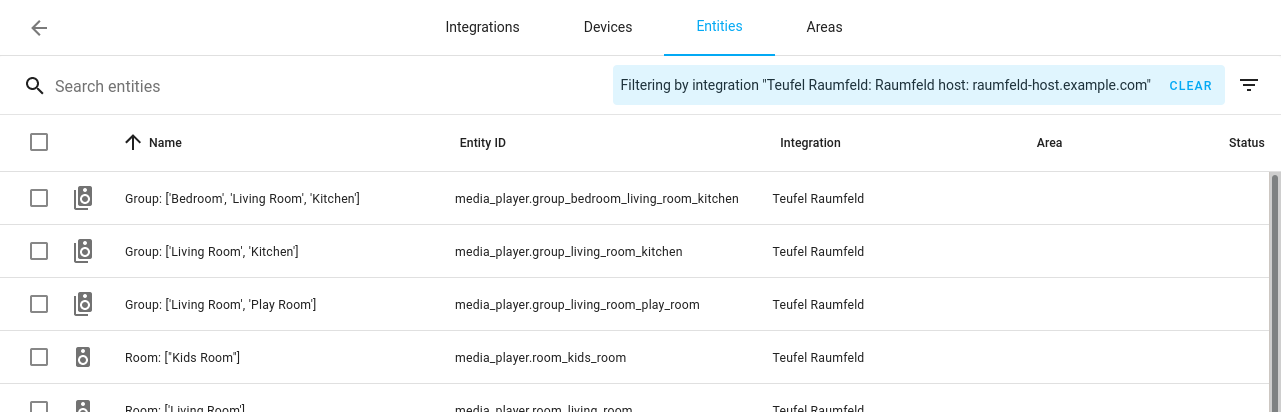 Integrations Devices Entities Areas
Search entities Filtering by integration "Teufel Raumfeld: Raumfeld host: raumfeld-host.example.com" CLEAR
Name Entity ID Integration Area Status
Group: ['Bedroom', 'Living Room', 'Kitchen'] media_player.group_bedroom_living_room_kitchen Teufel Raumfeld
Group: ['Living Room', 'Kitchen'] media_player.group_living_room_kitchen Teufel Raumfeld
Group: ['Living Room', 'Play Room'] media_player.group_living_room_play_room Teufel Raumfeld
Room: ["Kids Room"] media_player.room_kids_room Teufel Raumfeld
Room: ['Living Room'] media_player.room_living_room Teufel Raumfeld